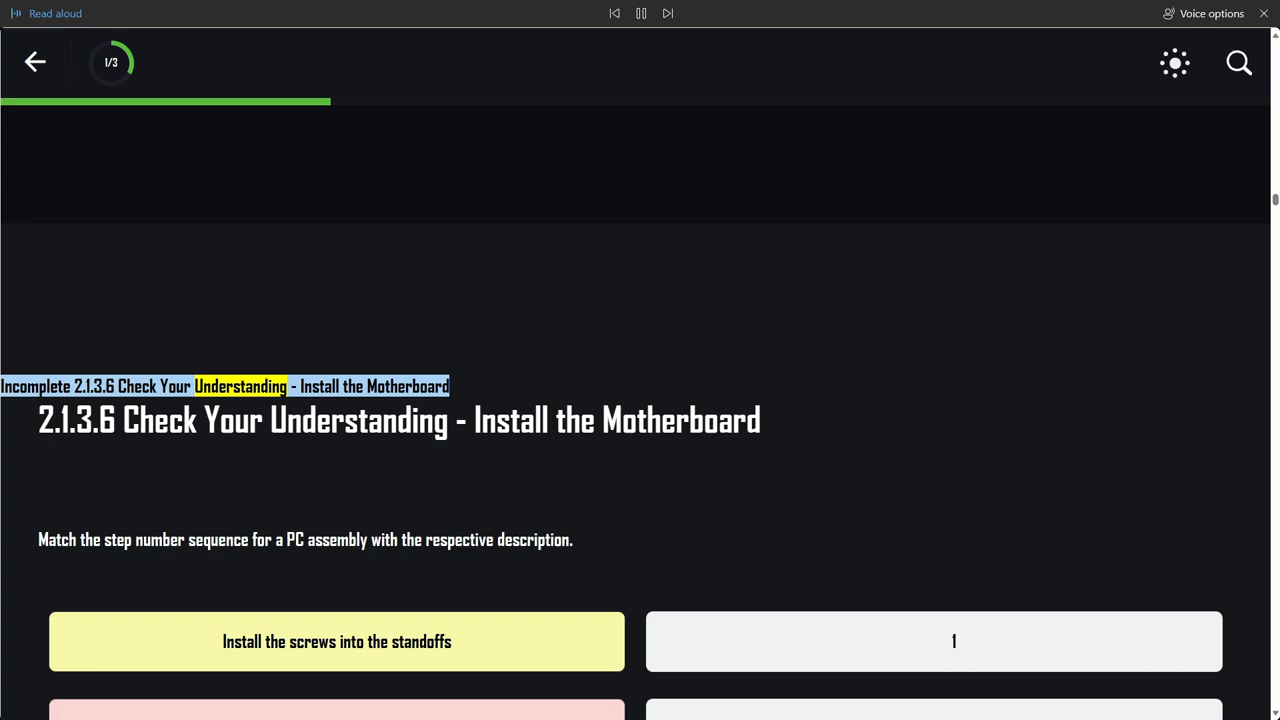 Read aloud
Voice options
1/3
Incomplete 2.1.3.6 Check Your Understanding - Install the Motherboard
2.1.3.6 Check Your Understanding - Install the Motherboard
Match the step number sequence for a PC assembly with the respective description.
Install the screws into the standoffs
1